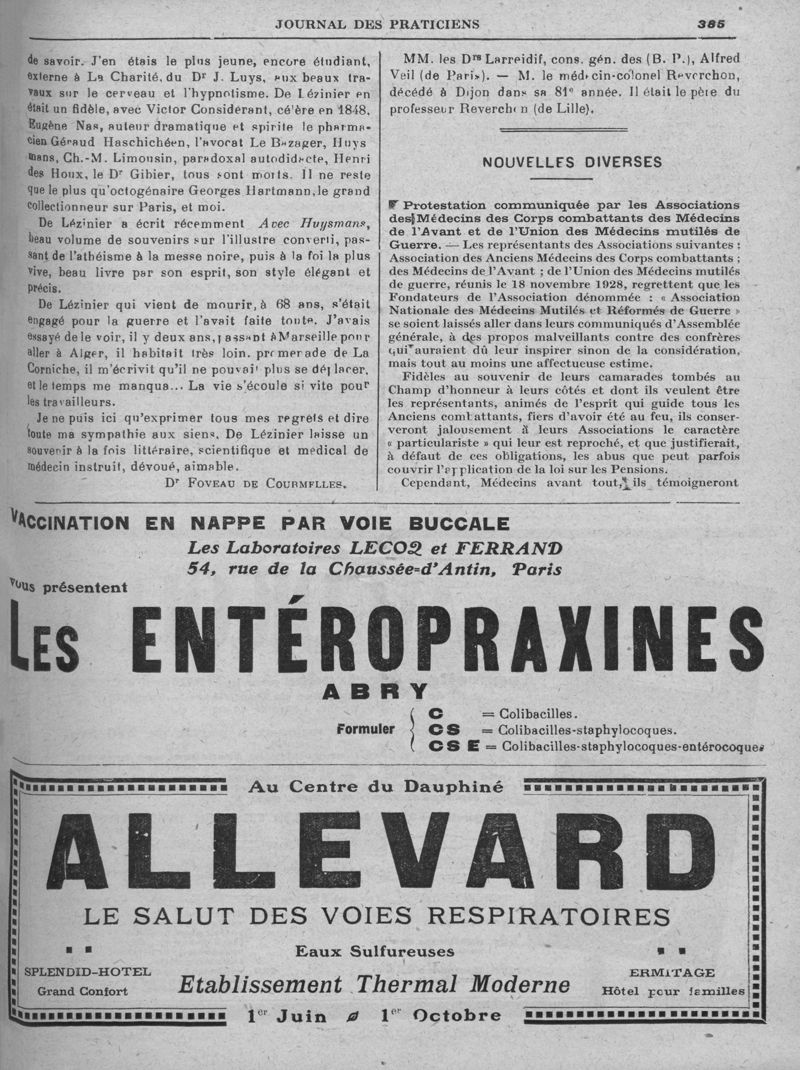 JOURNAL DES PRATICIENS 385
de savoir. J'en étais le plus jeune, encore étudiant,
externe à La Charité, du Dr J. Luys, aux beaux tra-
vaux sur le cerveau et l'hypnotisme. De Lézinier en
était un fidèle, avec Victor Considérant, célère en 1848,
Eugène Nas, auteur dramatique et spirite le pharma-
cien Géraud Haschichéen, l'avorat Le Bazager, Huys
mans, Ch.-M. Limousin, paradoxal autodidacte, Henri
des Houx, le Dr Gibier, tous sont morts. Il ne reste
que le plus qu'octogénaire Georges Hartmann, le grand
collectionneur sur Paris, et moi.
De Lézinier a écrit récemment Avec Huysmans,
beau volume de souvenirs sur l'illustre converti, pas-
sant de l'athéisme à la messe noire, puis à la foi la plus
vive, beau livre par son esprit, son style élégant et
précis.
De Lézinier qui vient de mourir, à 68 ans, s'était
engagé pour la guerre et l'avait faite toute. J'avais
essayé de le voir, il y deux ans, passant à Marseille pour
aller à Alger, il habitait très loin. promerade de La
Corniche, il m'écrivit qu'il ne pouvai' plus se déplacer,
et le temps me manqua... La vie s'écoule si vite pour
les travailleurs.
Je ne puis ici qu'exprimer tous mes regrets et dire
toute ma sympathie aux siens. De Lézinier laisse un
souvenir à la fois littéraire, scientifique et medical de
médecin instruit, dévoué, aimable.
Dr FOVEAU DE COURMELLES.
MM. les Drs Larreidif, cons. gén. des (B. P.), Alfred
Veil (de Paris). — M. le médecin-colonel Reverchon,
décédé à Dijon dans sa 81e année. Il était le père du
professeur Reverchon (de Lille).
NOUVELLES DIVERSES
Protestation communiquée par les Associations
des Médecins des Corps combattants des Médecins
de l'Avant et de l'Union des Médecins mutilés de
Guerre. — Les représentants des Associations suivantes :
Association des Anciens Médecins des Corps combattants ;
des Médecins de l'Avant ; de l'Union des Médecins mutilés
de guerre, réunis le 18 novembre 1928, regrettent que les
Fondateurs de l'Association dénommée : « Association
Nationale des Médecins Mutilés et Réformés de Guerre »
se soient laissés aller dans leurs communiqués d'Assemblée
générale, à des propos malveillants contre des confrères
qui auraient dû leur inspirer sinon de la considération,
mais tout au moins une affectueuse estime.
Fidèles au souvenir de leurs camarades tombés au
Champ d'honneur à leurs côtés et dont ils veulent être
les représentants, animés de l'esprit qui guide tous les
Anciens combattants, fiers d'avoir été au feu, ils conser-
veront jalousement à leurs Associations le caractère
« particulariste » qui leur est reproché, et que justifierait,
à défaut de ces obligations, les abus que peut parfois
couvrir l'application de la loi sur les Pensions.
Cependant, Médecins avant tout, ils témoigneront
VACCINATION EN NAPPE PAR VOIE BUCCALE
Les Laboratoires LECOQ et FERRAND
54, rue de la Chaussée=d'Antin, Paris
vous présentent
LES ENTÉROPRAXINES
ABRY
Formuler
C = Colibacilles.
CS = Colibacilles-staphylocoques.
CSE = Colibacilles-staphylocoques-entérocoques
Au Centre du Dauphiné
ALLEVARD
LE SALUT DES VOIES RESPIRATOIRES
Eaux Sulfureuses
SPLENDID-HOTEL
Grand Confort
Etablissement Thermal Moderne
ERMITAGE
Hôtel pour familles
1er Juin 1er Octobre